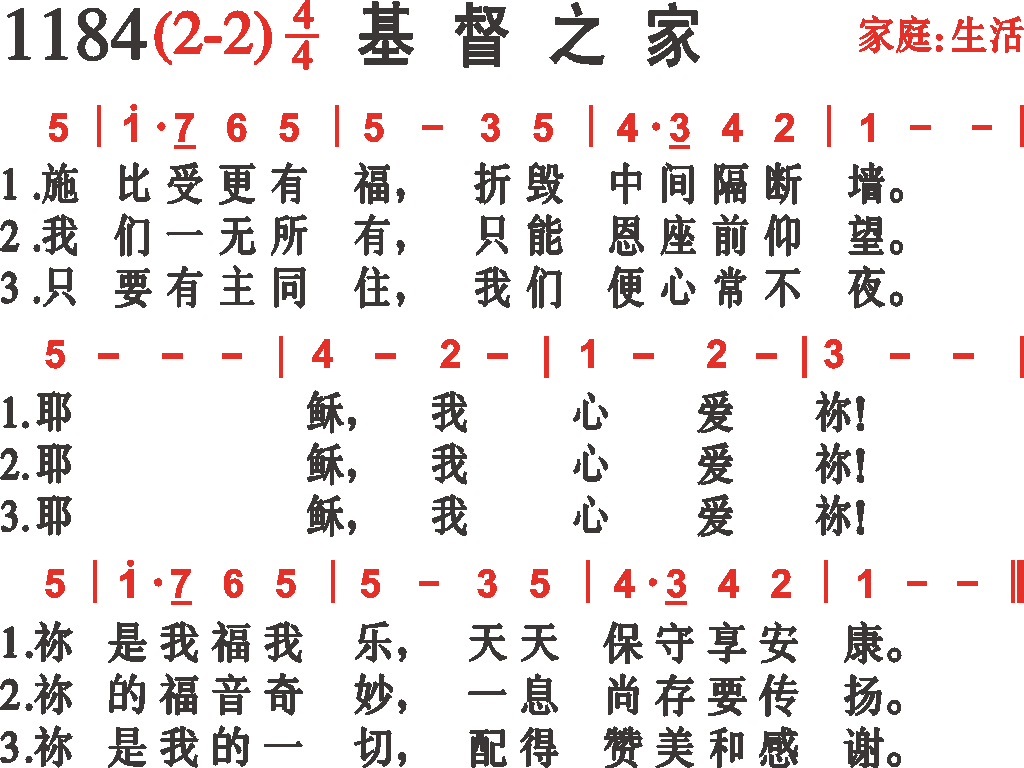 1184(2-2) 4/4 基督之家 家庭:生活
5 | i·7 6 5 | 5 – 3 5 | 4·3 4 2 | 1 – – |
1.施比受更有福，折毁中间隔断墙。
2.我们一无所有，只能恩座前仰望。
3.只要有主同住，我们便心常不夜。
5 – – – | 4 – 2 – | 1 – 2 – | 3 – – |
1.耶稣，我心爱祢！
2.耶稣，我心爱祢！
3.耶稣，我心爱祢！
5 | i·7 6 5 | 5 – 3 5 | 4·3 4 2 | 1 – – ‖
1.祢是我福我乐，天天保守享安康。
2.祢的福音奇妙，一息尚存要传扬。
3.祢是我的一切，配得赞美和感谢。